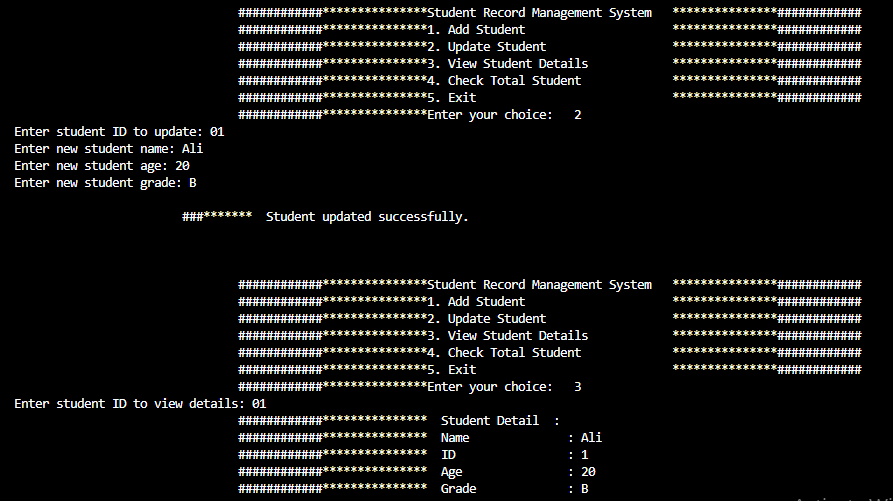 ############***************Student Record Management System   ***************############
############***************1. Add Student                     ***************############
############***************2. Update Student                  ***************############
############***************3. View Student Details            ***************############
############***************4. Check Total Student             ***************############
############***************5. Exit                            ***************############
############***************Enter your choice:   2
Enter student ID to update: 01
Enter new student name: Ali
Enter new student age: 20
Enter new student grade: B
###*******  Student updated successfully.
############***************Student Record Management System   ***************############
############***************1. Add Student                     ***************############
############***************2. Update Student                  ***************############
############***************3. View Student Details            ***************############
############***************4. Check Total Student             ***************############
############***************5. Exit                            ***************############
############***************Enter your choice:   3
Enter student ID to view details: 01
############***************  Student Detail  :
############***************  Name              : Ali
############***************  ID                : 1
############***************  Age               : 20
############***************  Grade             : B